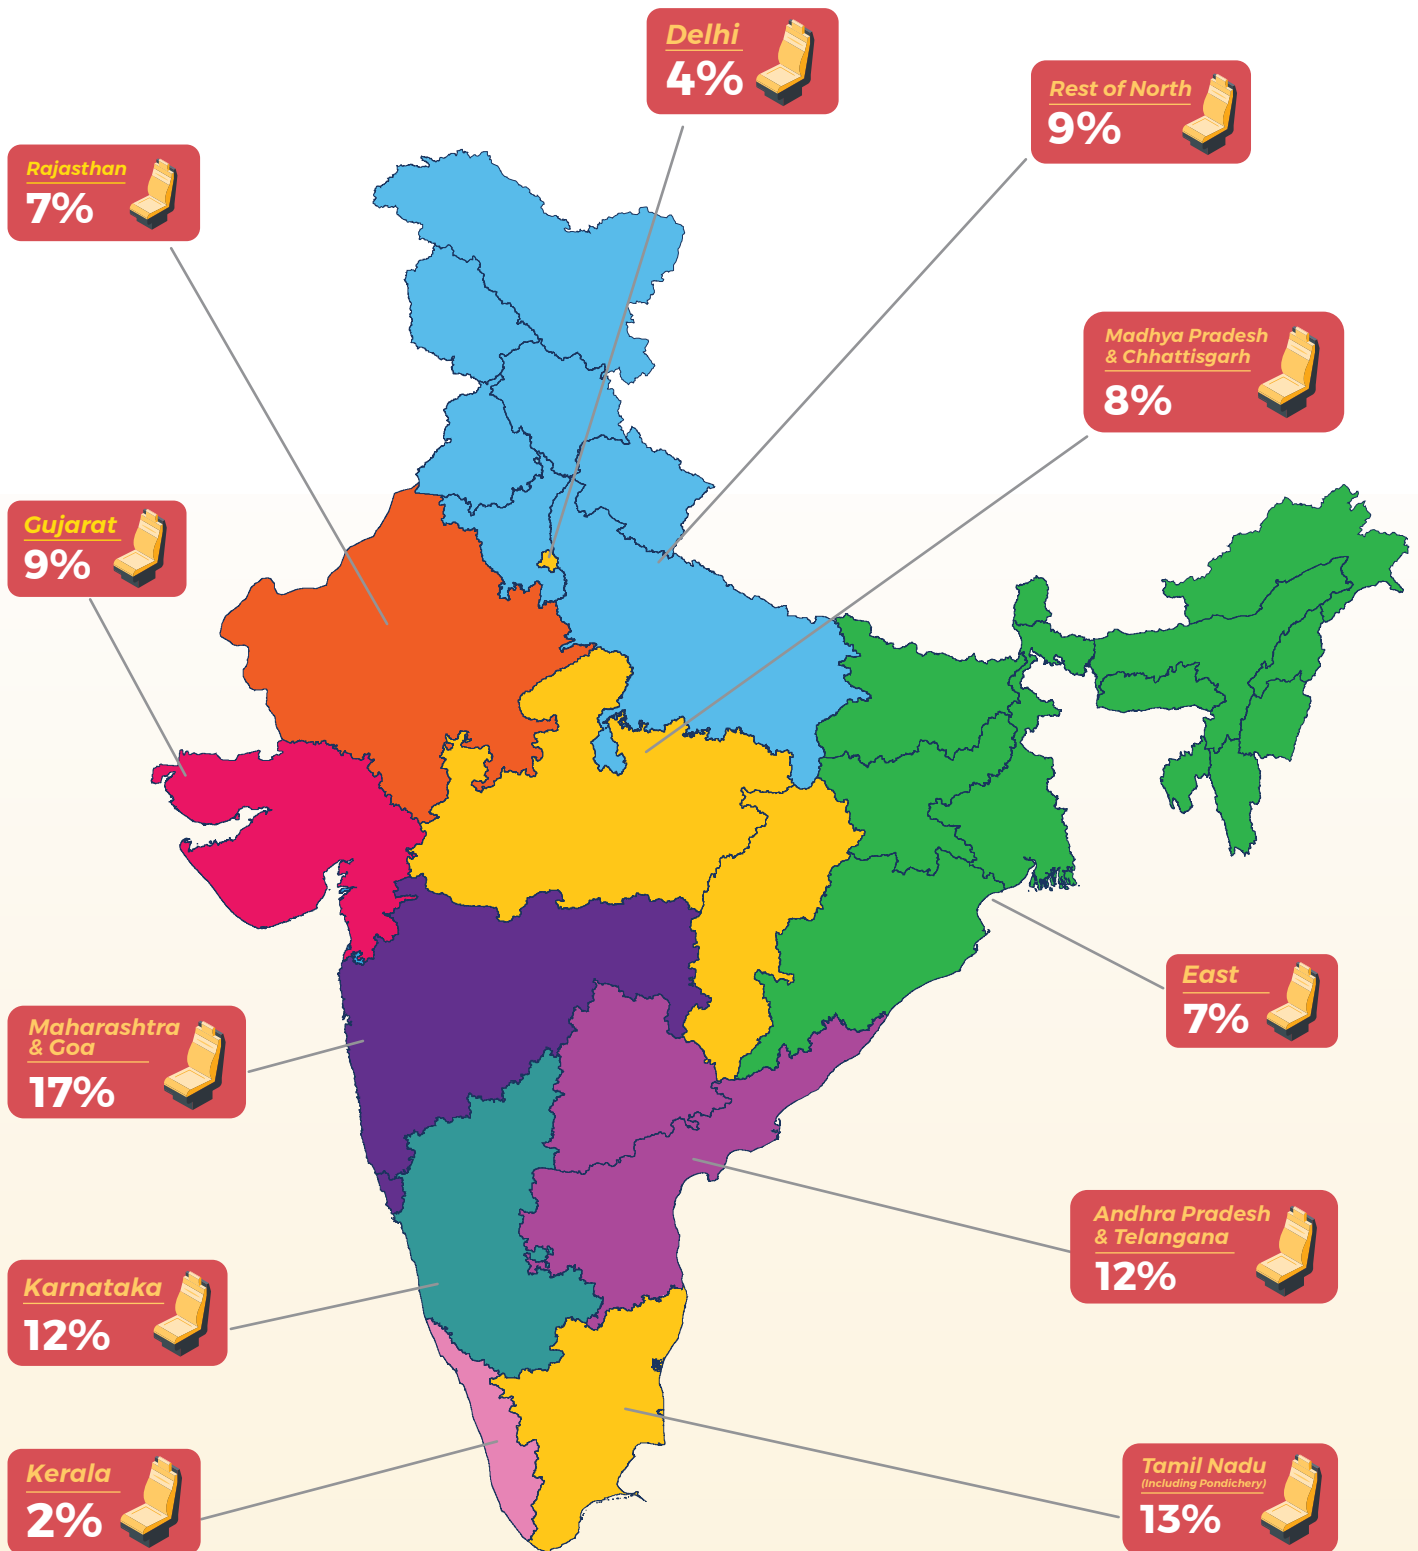 Delhi
4%
Rest of North
9%
Rajasthan
7%
Madhya Pradesh
& Chhattisgarh
8%
Gujarat
9%
East
7%
Maharashtra
& Goa
17%
Andhra Pradesh
& Telangana
12%
Karnataka
12%
Kerala
2%
Tamil Nadu
(Including Pondichery)
13%